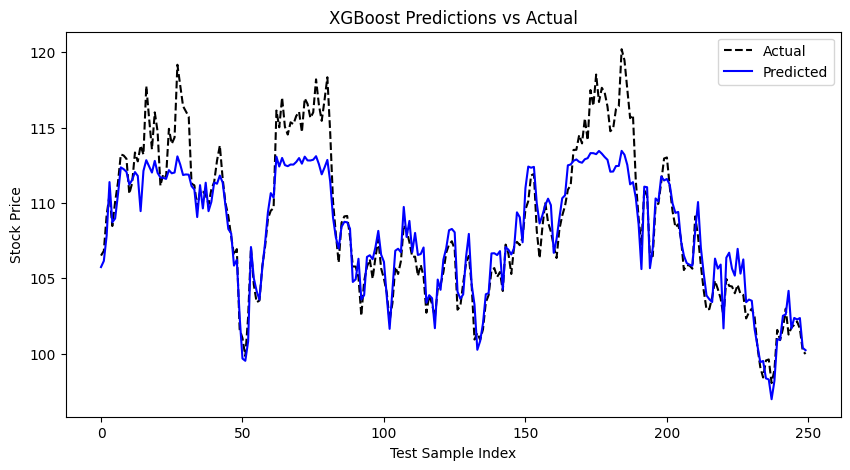 XGBoost Predictions vs Actual
Actual
Predicted
Stock Price
120
115
110
105
100
0
50
100
150
200
250
Test Sample Index